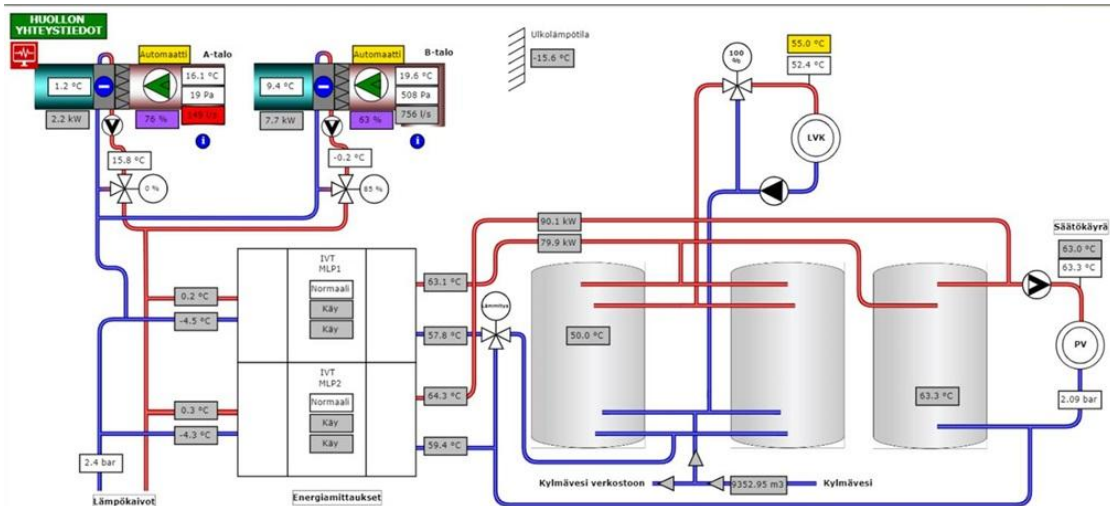 HUOLLON
YHTEYSTIEDOT
Automaatti
A-talo
1.2 °C
16.1 °C
19 Pa
2.2 kW
76 %
149 l/s
i
15.8 °C
0 %
Automaatti
B-talo
9.4 °C
19.6 °C
508 Pa
7.7 kW
63 %
756 l/s
i
-0.2 °C
85 %
Ulkolämpötila
-15.6 °C
100
%
55.0 °C
52.4 °C
LVK
90.1 kW
79.9 kW
Säätökäyrä
63.0 °C
63.3 °C
PV
2.09 bar
IVT
MLP1
Normaali
Käy
Käy
0.2 °C
-4.5 °C
63.1 °C
57.8 °C
Lämmitus
50.0 °C
63.3 °C
IVT
MLP2
Normaali
Käy
Käy
0.3 °C
-4.3 °C
64.3 °C
59.4 °C
2.4 bar
Lämpökaivot
Energiamittaukset
Kylmävesi verkostoon
9352.95 m3
Kylmävesi